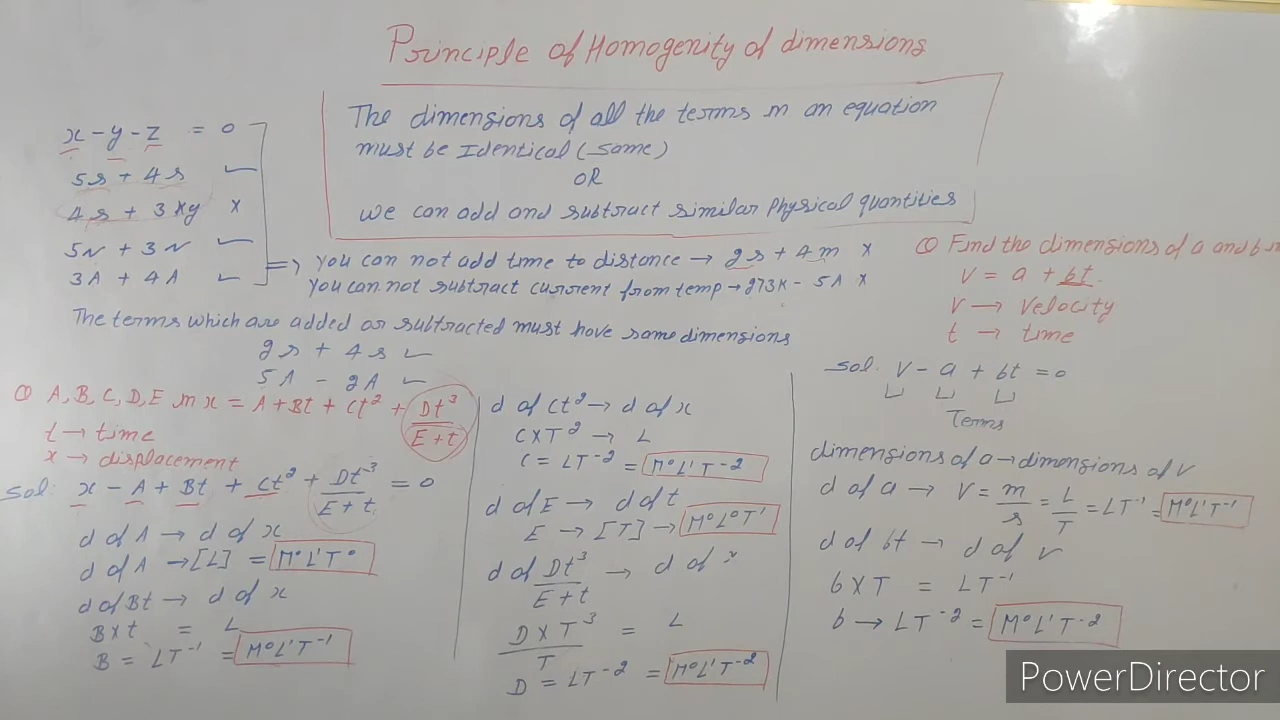 Principle of Homogenity of dimensions
The dimensions of all the terms in an equation
must be Identical (same)
OR
we can add and subtract similar physical quantities
x - y - z = 0
5s + 4s ✓
4s + 3kg x
5N + 3N ✓
3A + 4A ✓
=> you can not add time to distance → 2s + 4m x
you can not subtract current from temp → 273K - 5A x
The terms which are added or subtracted must have same dimensions
2s + 4s ✓
5A - 2A ✓
Q A, B, C, D, E in x = A + Bt + Ct² + Dt³/E+t
t → time
x → displacement
Sol: x - A + Bt + Ct² + Dt³/E+t = 0
d of A → d of x
d of A → [L] = M⁰L¹T⁰
d of Bt → d of x
B x t = L
B = LT⁻¹ = M⁰L¹T⁻¹
d of Ct² → d of x
C x T² → L
C = LT⁻² = M⁰L¹T⁻²
d of E → d of t
E → [T] → M⁰L⁰T¹
d of Dt³/E+t → d of x
D x T³/T = L
D = LT⁻² = M⁰L¹T⁻²
Q Find the dimensions of a and b in
V = a + bt.
V → Velocity
t → time
Sol: V - a + bt = 0
Terms
dimensions of a → dimensions of V
d of a → V = m/s = L/T = LT⁻¹ = M⁰L¹T⁻¹
d of bt → d of V
b x T = LT⁻¹
b → LT⁻² = M⁰L¹T⁻²
PowerDirector